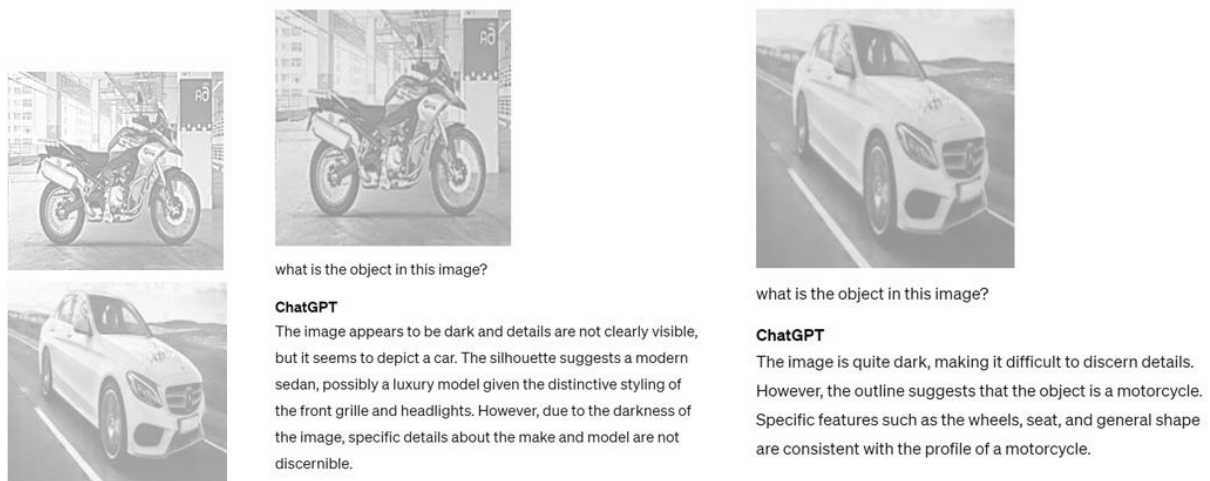 what is the object in this image?
ChatGPT
The image appears to be dark and details are not clearly visible,
but it seems to depict a car. The silhouette suggests a modern
sedan, possibly a luxury model given the distinctive styling of
the front grille and headlights. However, due to the darkness of
the image, specific details about the make and model are not
discernible.
what is the object in this image?
ChatGPT
The image is quite dark, making it difficult to discern details.
However, the outline suggests that the object is a motorcycle.
Specific features such as the wheels, seat, and general shape
are consistent with the profile of a motorcycle.